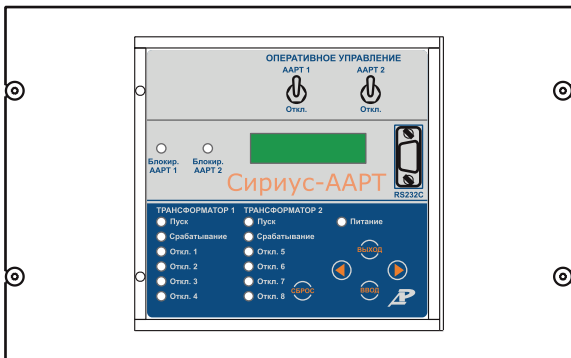 ОПЕРАТИВНОЕ УПРАВЛЕНИЕ
ААРТ 1 ААРТ 2
Откл. Откл.
Блокир. ААРТ 1
Блокир. ААРТ 2
Сириус-ААРТ
RS232C
ТРАНСФОРМАТОР 1
Пуск
Срабатывание
Откл. 1
Откл. 2
Откл. 3
Откл. 4
ТРАНСФОРМАТОР 2
Пуск
Срабатывание
Откл. 5
Откл. 6
Откл. 7
Откл. 8
Питание
ВЫХОД
СБРОС
ВВОД